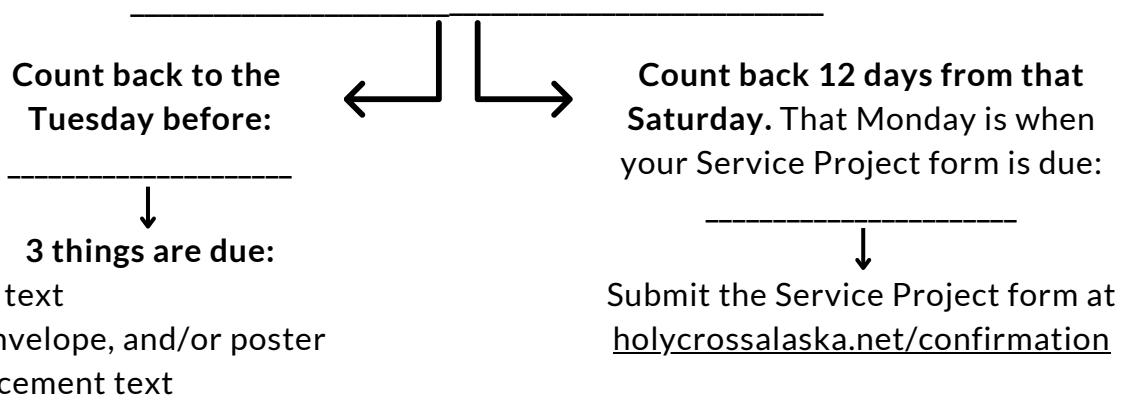 Count back to the
Tuesday before:
3 things are due:
text
nvelope, and/or poster
cement text
Count back 12 days from that
Saturday. That Monday is when
your Service Project form is due:
Submit the Service Project form at
holycrossalaska.net/confirmation